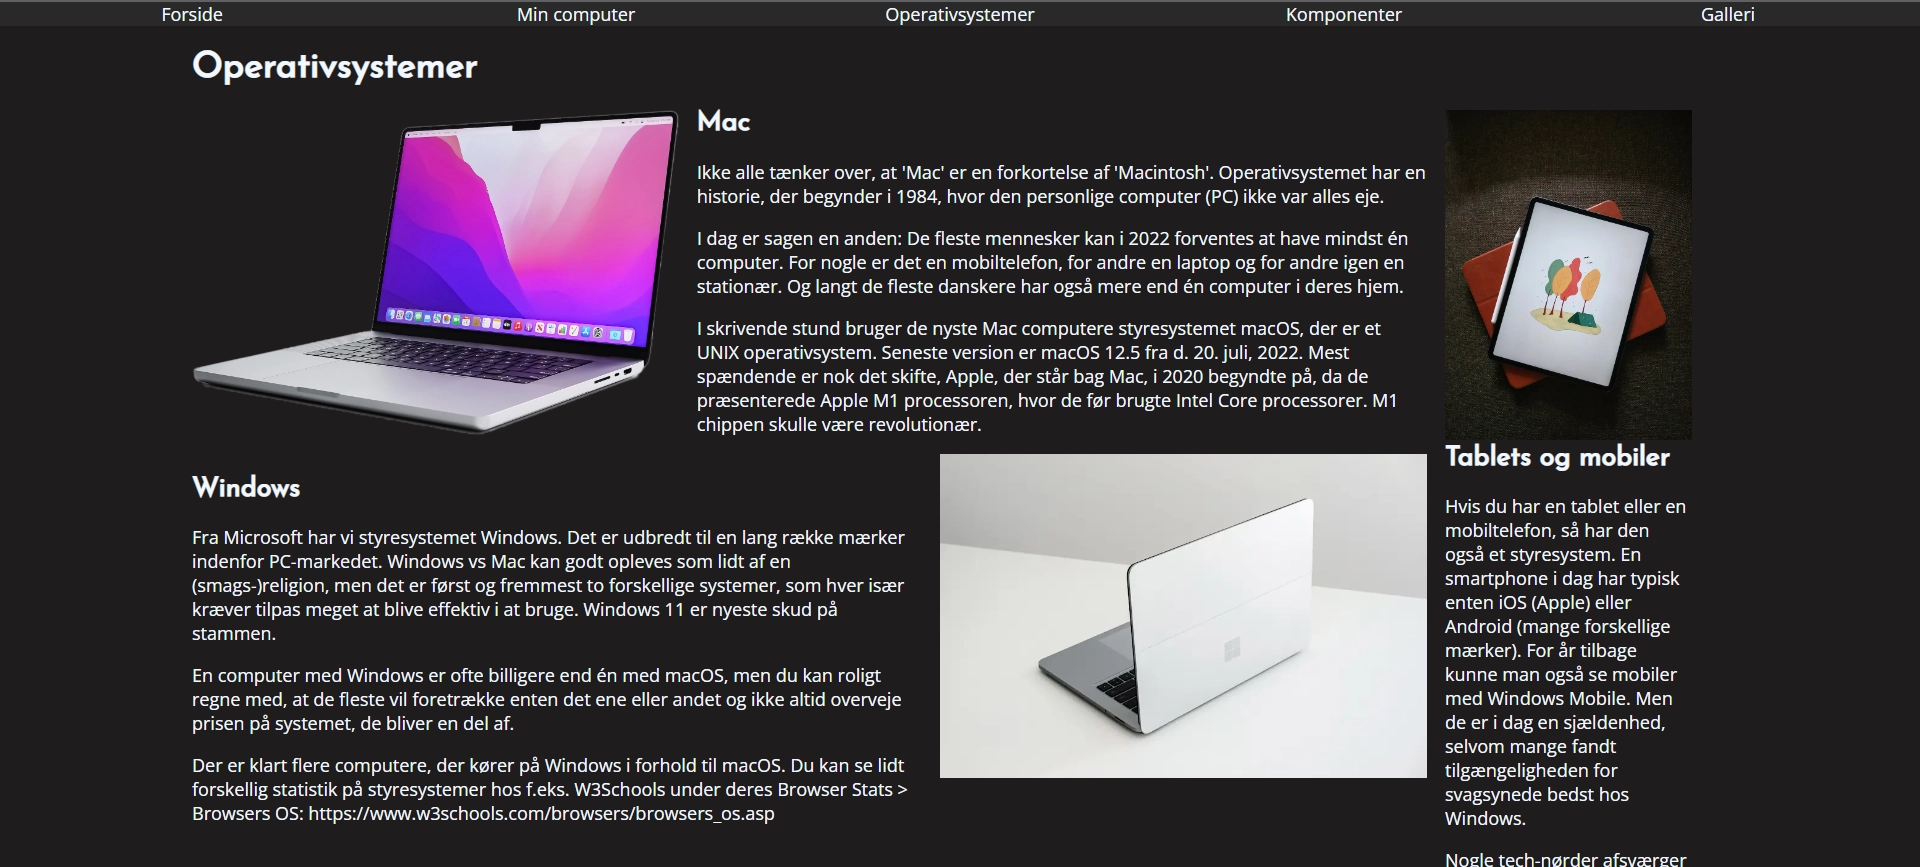 Forside
Min computer
Operativsystemer
Komponenter
Galleri
Operativsystemer
Mac
Ikke alle tænker over, at 'Mac' er en forkortelse af 'Macintosh'. Operativsystemet har en
historie, der begynder i 1984, hvor den personlige computer (PC) ikke var alles eje.
I dag er sagen en anden: De fleste mennesker kan i 2022 forventes at have mindst én
computer. For nogle er det en mobiltelefon, for andre en laptop og for andre igen en
stationær. Og langt de fleste danskere har også mere end én computer i deres hjem.
I skrivende stund bruger de nyste Mac computere styresystemet macOS, der er et
UNIX operativsystem. Seneste version er macOS 12.5 fra d. 20. juli, 2022. Mest
spændende er nok det skifte, Apple, der står bag Mac, i 2020 begyndte på, da de
præsenterede Apple M1 processoren, hvor de før brugte Intel Core processorer. M1
chippen skulle være revolutionær.
Windows
Fra Microsoft har vi styresystemet Windows. Det er udbredt til en lang række mærker
indenfor PC-markedet. Windows vs Mac kan godt opleves som lidt af en
(smags-)religion, men det er først og fremmest to forskellige systemer, som hver især
kræver tilpas meget at blive effektiv i at bruge. Windows 11 er nyeste skud på
stammen.
En computer med Windows er ofte billigere end én med macOS, men du kan roligt
regne med, at de fleste vil foretrække enten det ene eller andet og ikke altid overveje
prisen på systemet, de bliver en del af.
Der er klart flere computere, der kører på Windows i forhold til macOS. Du kan se lidt
forskellig statistik på styresystemer hos f.eks. W3Schools under deres Browser Stats >
Browsers OS: https://www.w3schools.com/browsers/browsers_os.asp
Tablets og mobiler
Hvis du har en tablet eller en
mobiltelefon, så har den
også et styresystem. En
smartphone i dag har typisk
enten iOS (Apple) eller
Android (mange forskellige
mærker). For år tilbage
kunne man også se mobiler
med Windows Mobile. Men
de er i dag en sjældenhed,
selvom mange fandt
tilgængeligheden for
svagsynede bedst hos
Windows.
Nogle tech-nørder afsværger